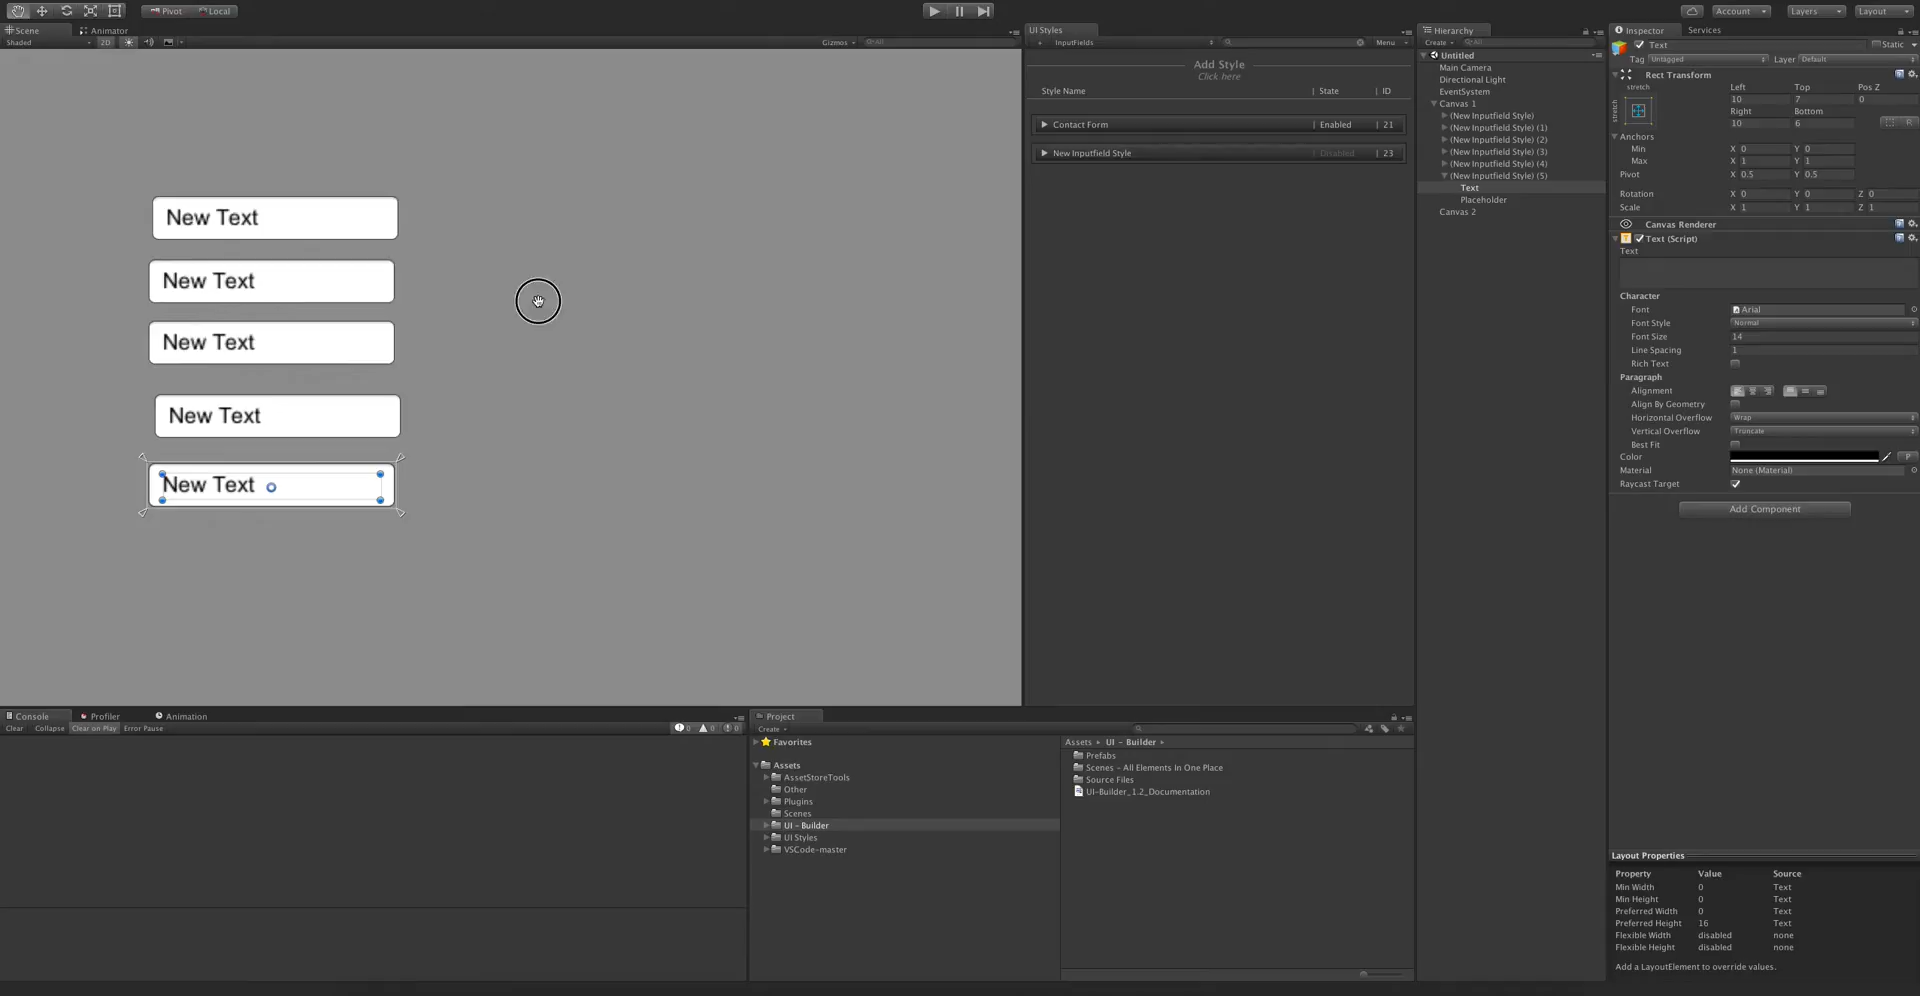 Pivot Local
Account Layers Layout
Scene Animator
Shaded 2D Gizmos All
New Text
New Text
New Text
New Text
New Text
UI Styles
InputFields Menu
Add Style
Click here
Style Name | State | ID
Contact Form | Enabled | 21
New Inputfield Style | Disabled | 23
Hierarchy
Create All
Untitled
Main Camera
Directional Light
EventSystem
Canvas 1
(New Inputfield Style)
(New Inputfield Style) (1)
(New Inputfield Style) (2)
(New Inputfield Style) (3)
(New Inputfield Style) (4)
(New Inputfield Style) (5)
Text
Placeholder
Canvas 2
Inspector Services
Text Static
Tag Untagged Layer Default
Rect Transform
stretch Left Top Pos Z
stretch 10 7 0
Right Bottom
10 6 R
Anchors
Min X 0 Y 0
Max X 1 Y 1
Pivot X 0.5 Y 0.5
Rotation X 0 Y 0 Z 0
Scale X 1 Y 1 Z 1
Canvas Renderer
Text (Script)
Text
Character
Font Arial
Font Style Normal
Font Size 14
Line Spacing 1
Rich Text
Paragraph
Alignment
Align By Geometry
Horizontal Overflow Wrap
Vertical Overflow Truncate
Best Fit
Color P
Material None (Material)
Raycast Target
Add Component
Layout Properties
Property Value Source
Min Width 0 Text
Min Height 0 Text
Preferred Width 0 Text
Preferred Height 16 Text
Flexible Width disabled none
Flexible Height disabled none
Add a LayoutElement to override values.
Console Profiler Animation
Clear Collapse Clear on Play Error Pause 0 0 0
Project
Create
Favorites
Assets
AssetStoreTools
Other
Plugins
Scenes
UI - Builder
UI Styles
VSCode-master
Assets UI - Builder
Prefabs
Scenes - All Elements In One Place
Source Files
UI-Builder_1.2_Documentation